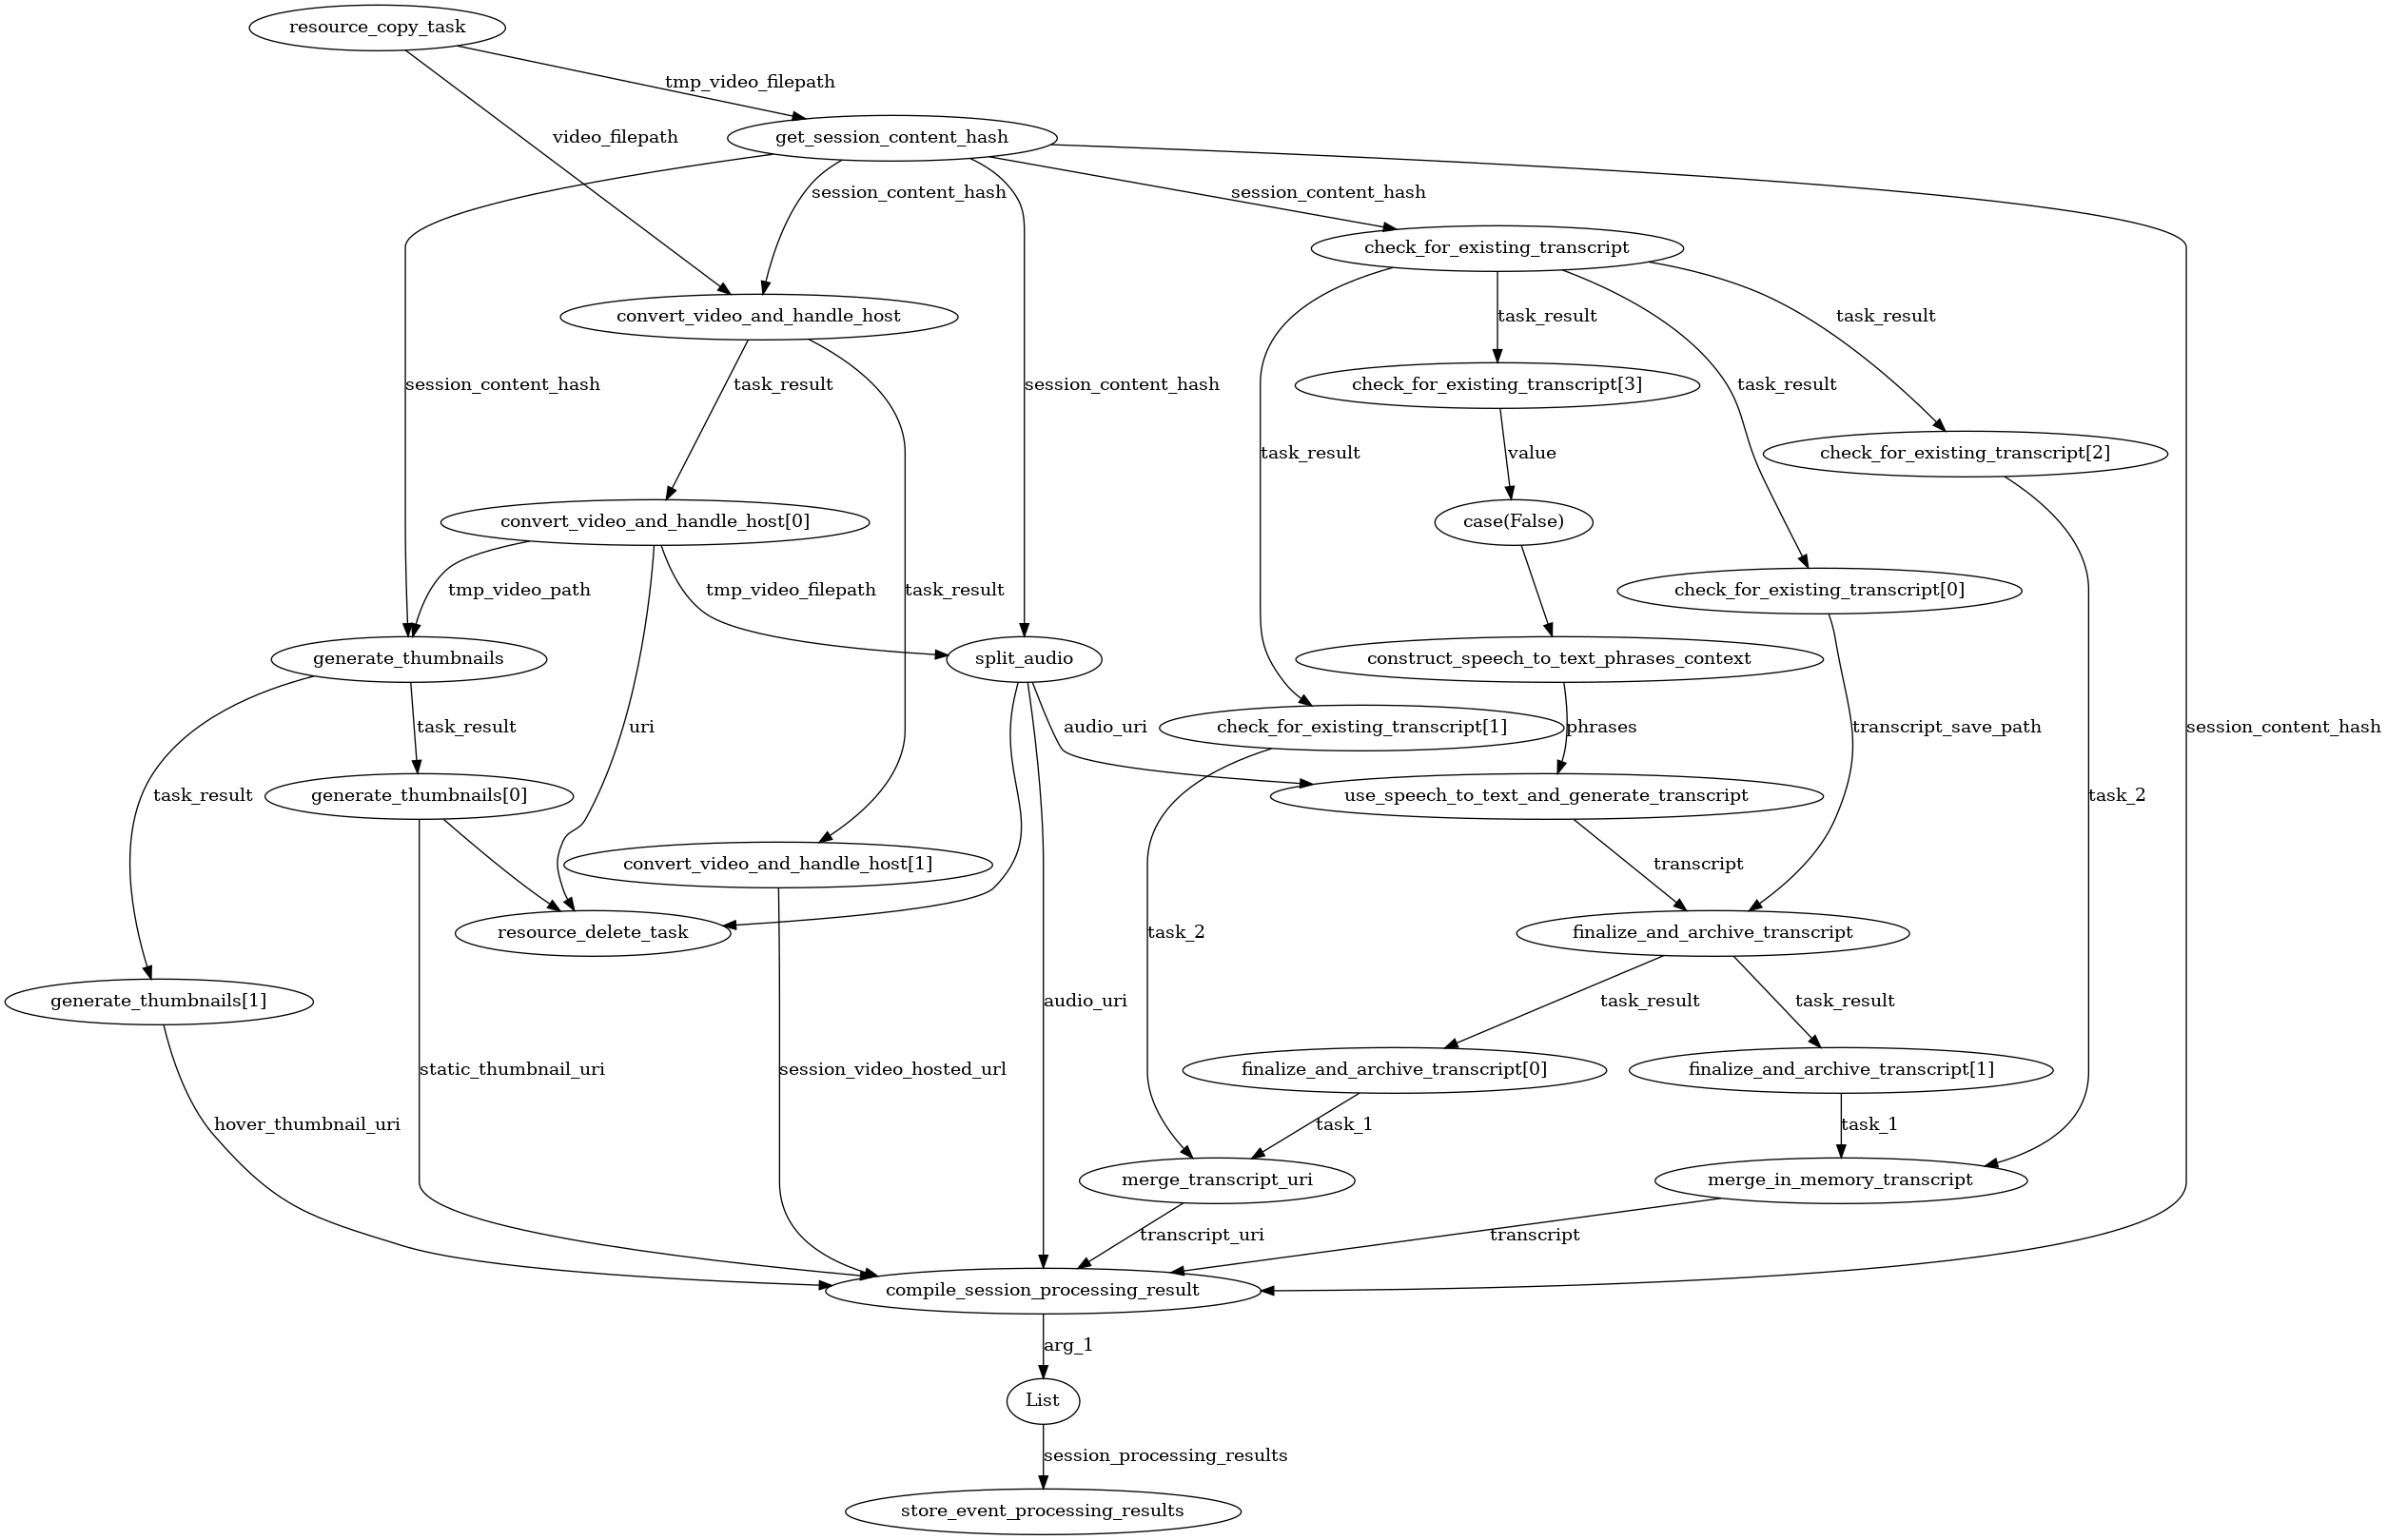 resource_copy_task
tmp_video_filepath
video_filepath
get_session_content_hash
session_content_hash
session_content_hash
check_for_existing_transcript
convert_video_and_handle_host
task_result
task_result
session_content_hash
task_result
session_content_hash
check_for_existing_transcript[3]
task_result
task_result
value
check_for_existing_transcript[2]
convert_video_and_handle_host[0]
case(False)
tmp_video_path
tmp_video_filepath
task_result
check_for_existing_transcript[0]
generate_thumbnails
split_audio
construct_speech_to_text_phrases_context
task_result
uri
audio_uri
check_for_existing_transcript[1]
phrases
transcript_save_path
session_content_hash
task_result
generate_thumbnails[0]
use_speech_to_text_and_generate_transcript
task_2
convert_video_and_handle_host[1]
transcript
resource_delete_task
task_2
finalize_and_archive_transcript
generate_thumbnails[1]
audio_uri
task_result
task_result
static_thumbnail_uri
session_video_hosted_url
finalize_and_archive_transcript[0]
finalize_and_archive_transcript[1]
hover_thumbnail_uri
task_1
task_1
merge_transcript_uri
merge_in_memory_transcript
transcript_uri
transcript
compile_session_processing_result
arg_1
List
session_processing_results
store_event_processing_results